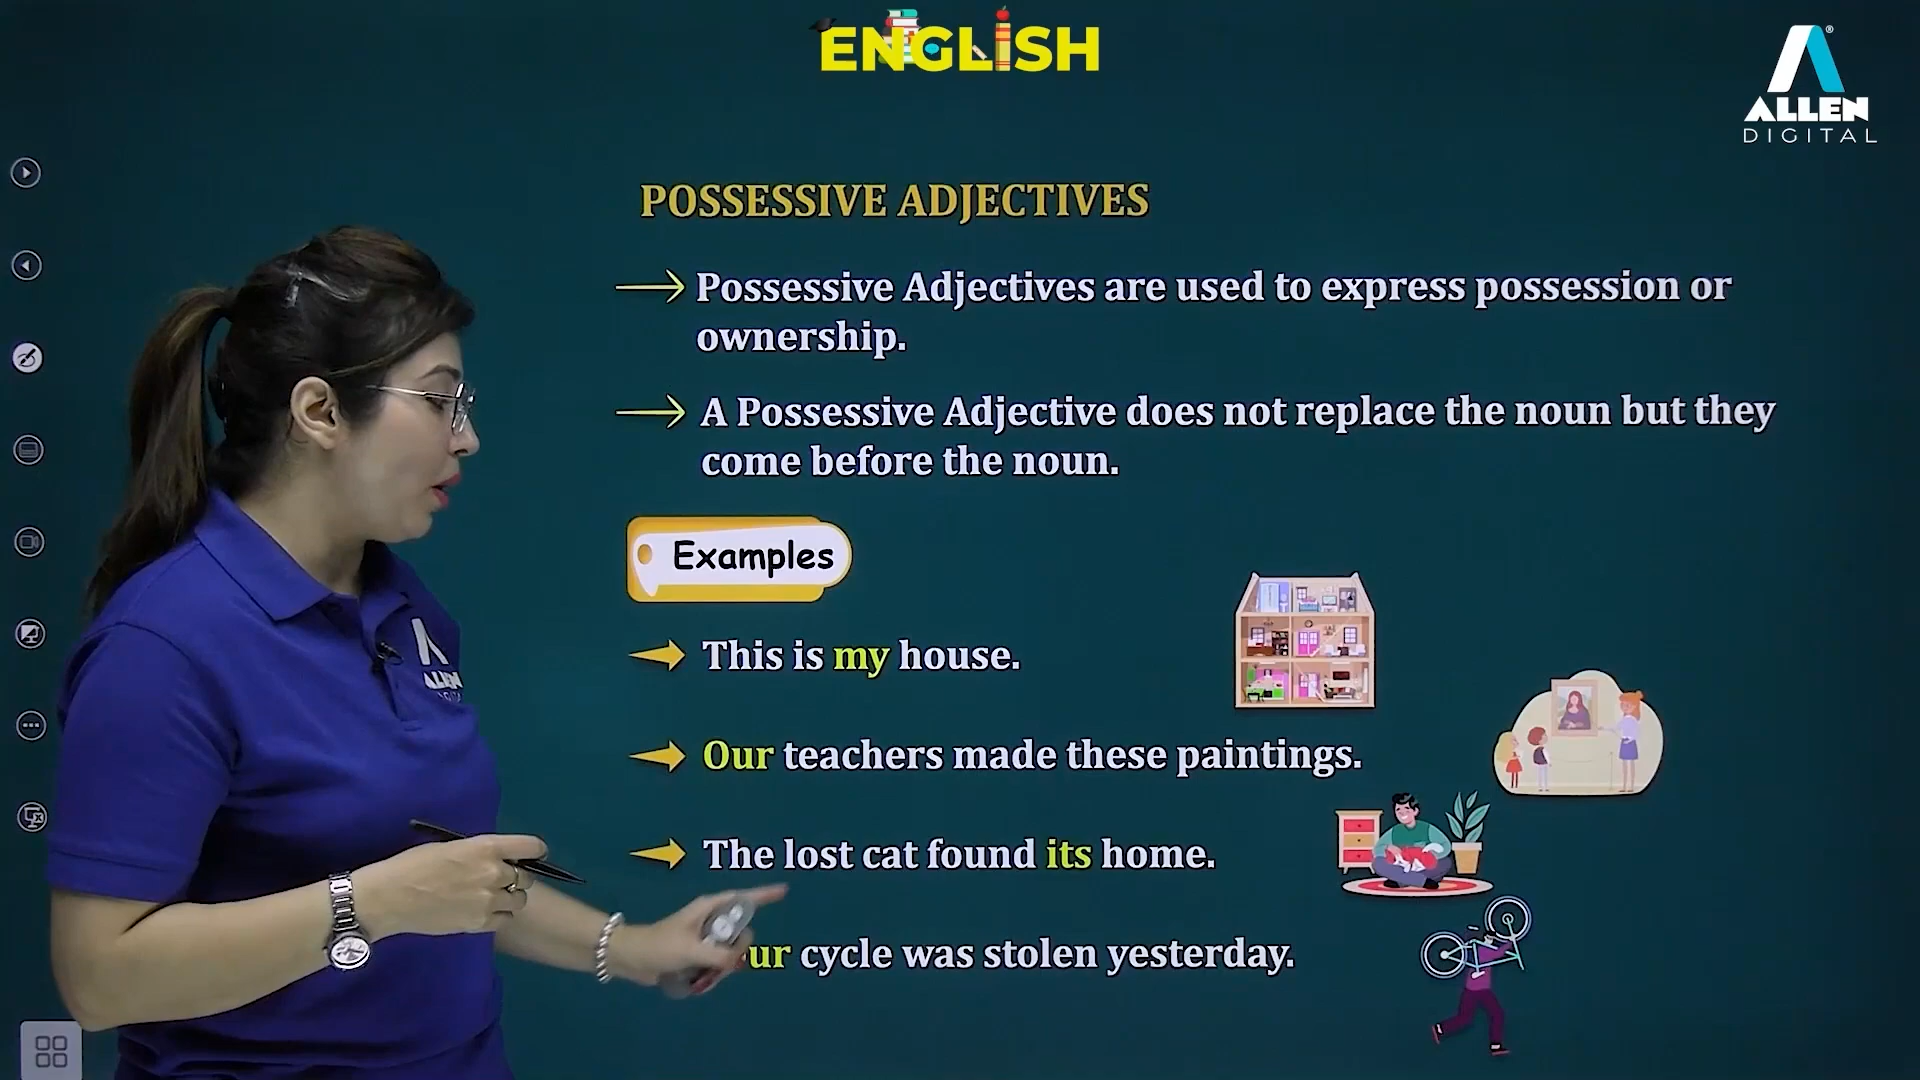 ENGLISH
ALLEN
DIGITAL
POSSESSIVE ADJECTIVES
Possessive Adjectives are used to express possession or
ownership.
A Possessive Adjective does not replace the noun but they
come before the noun.
Examples
This is my house.
Our teachers made these paintings.
The lost cat found its home.
cycle was stolen yesterday.
ALLEN